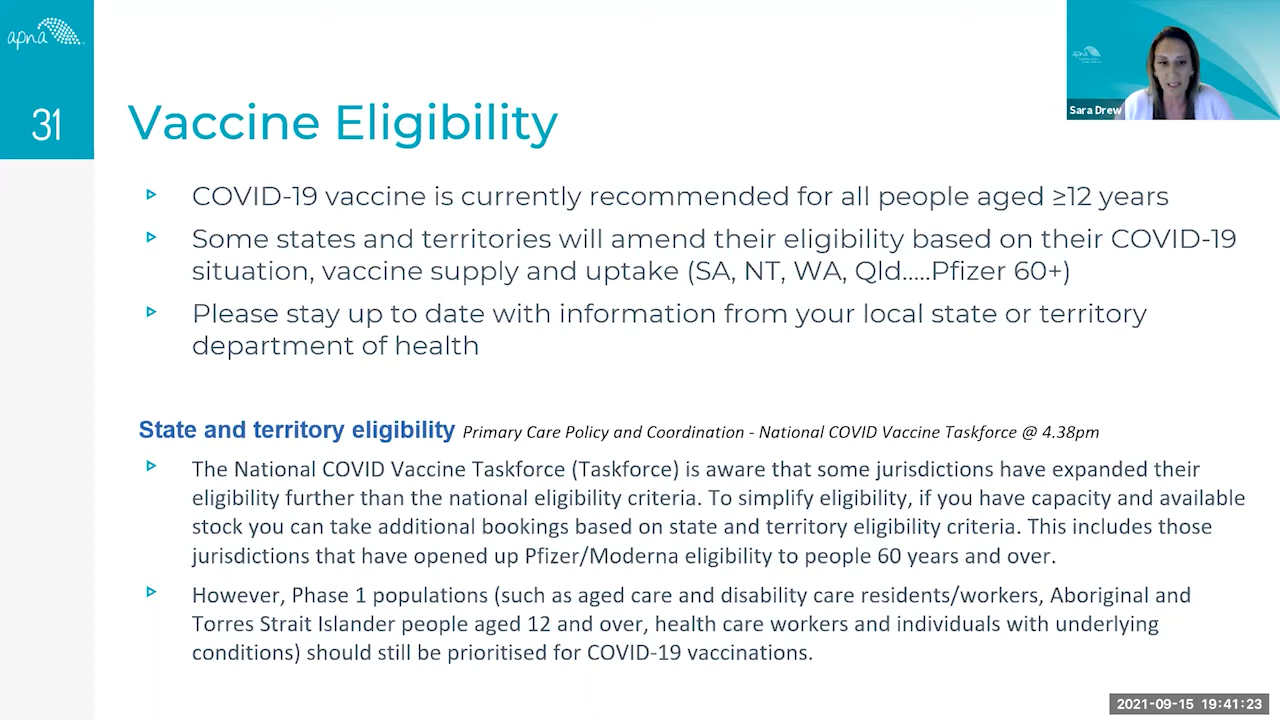 apna
31
Vaccine Eligibility
COVID-19 vaccine is currently recommended for all people aged ≥12 years
Some states and territories will amend their eligibility based on their COVID-19
situation, vaccine supply and uptake (SA, NT, WA, Qld.....Pfizer 60+)
Please stay up to date with information from your local state or territory
department of health
State and territory eligibility Primary Care Policy and Coordination - National COVID Vaccine Taskforce @ 4.38pm
The National COVID Vaccine Taskforce (Taskforce) is aware that some jurisdictions have expanded their
eligibility further than the national eligibility criteria. To simplify eligibility, if you have capacity and available
stock you can take additional bookings based on state and territory eligibility criteria. This includes those
jurisdictions that have opened up Pfizer/Moderna eligibility to people 60 years and over.
However, Phase 1 populations (such as aged care and disability care residents/workers, Aboriginal and
Torres Strait Islander people aged 12 and over, health care workers and individuals with underlying
conditions) should still be prioritised for COVID-19 vaccinations.
apna
Sara Drew
2021-09-15 19:41:23